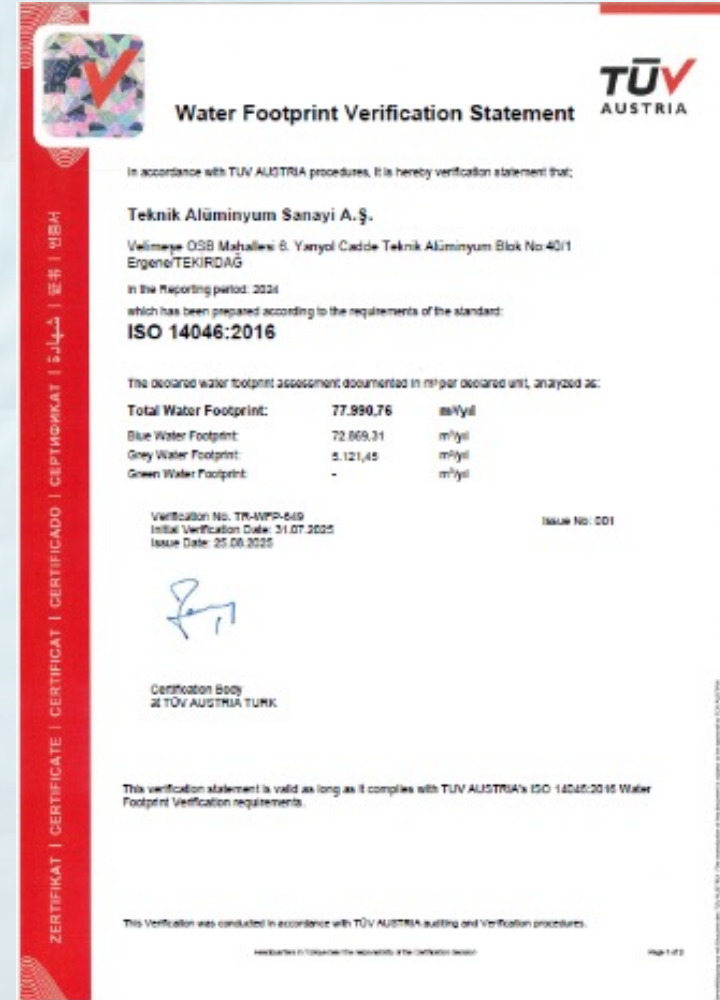 TÜV
AUSTRIA
Water Footprint Verification Statement
In accordance with TÜV AUSTRIA procedures, it is hereby verification statement that;
Teknik Alüminyum Sanayi A.Ş.
Velimeşe OSB Mahallesi 6. Yanyol Cadde Teknik Alüminyum Blok No:40/1
Ergene/TEKİRDAĞ
In the Reporting period: 2024
which has been prepared according to the requirements of the standard:
ISO 14046:2016
The declared water footprint assessment documented in m³ per declared unit, analyzed as:
Total Water Footprint: 77.990,76 m³/yıl
Blue Water Footprint: 72.869,31 m³/yıl
Grey Water Footprint: 5.121,45 m³/yıl
Green Water Footprint: - m³/yıl
Verification No. TR-WFP-649
Initial Verification Date: 31.07.2025
Issue Date: 25.08.2025
Issue No: 001
Certification Body
at TÜV AUSTRIA TURK
This verification statement is valid as long as it complies with TUV AUSTRIA's ISO 14046:2016 Water
Footprint Verification requirements.
This Verification was conducted in accordance with TÜV AUSTRIA auditing and Verification procedures.
ZERTIFIKAT | CERTIFICATE | CERTIFICAT | CERTIFICADO | СЕРТИФИКАТ | شهادة | 证书 | 인증서